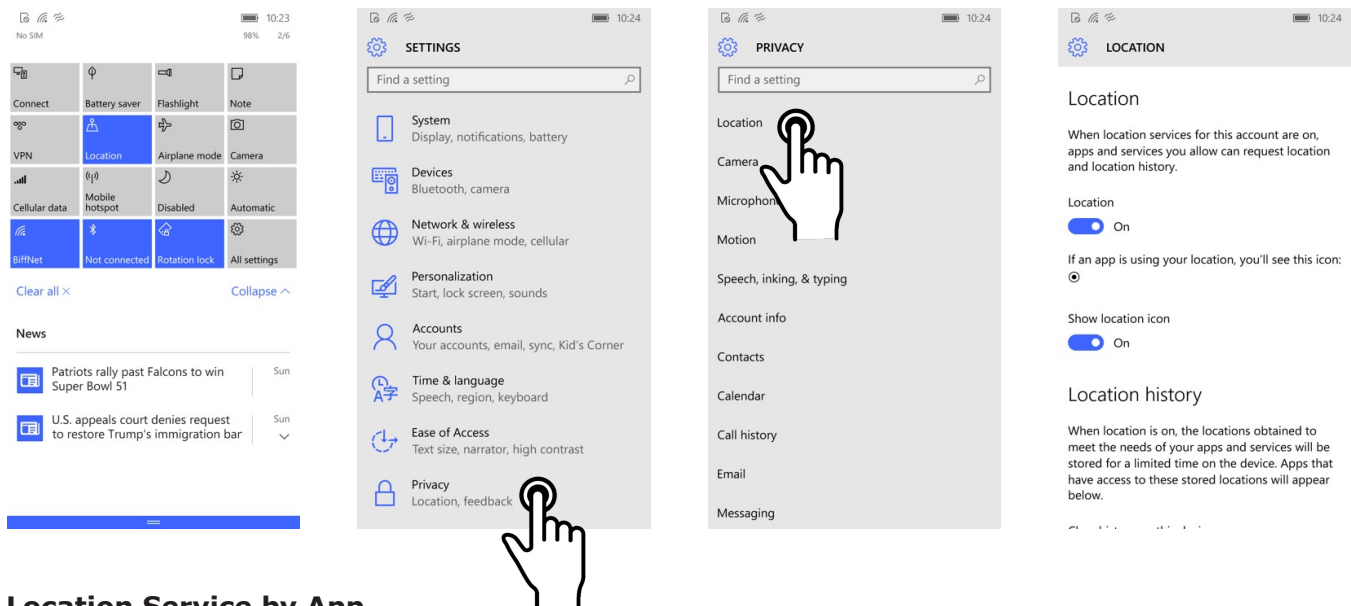 10:23
No SIM 98% 2/6
Connect Battery saver Flashlight Note
VPN Location Airplane mode Camera
Cellular data Mobile hotspot Disabled Automatic
BiffNet Not connected Rotation lock All settings
Clear all × Collapse
News
Patriots rally past Falcons to win
Super Bowl 51
Sun
U.S. appeals court denies request
to restore Trump's immigration ban
Sun
10:24
SETTINGS
Find a setting
System
Display, notifications, battery
Devices
Bluetooth, camera
Network & wireless
Wi-Fi, airplane mode, cellular
Personalization
Start, lock screen, sounds
Accounts
Your accounts, email, sync, Kid's Corner
Time & language
Speech, region, keyboard
Ease of Access
Text size, narrator, high contrast
Privacy
Location, feedback
10:24
PRIVACY
Find a setting
Location
Camera
Microphon
Motion
Speech, inking, & typing
Account info
Contacts
Calendar
Call history
Email
Messaging
10:24
LOCATION
Location
When location services for this account are on,
apps and services you allow can request location
and location history.
Location
On
If an app is using your location, you'll see this icon:
Show location icon
On
Location history
When location is on, the locations obtained to
meet the needs of your apps and services will be
stored for a limited time on the device. Apps that
have access to these stored locations will appear
below.
Location Service by App